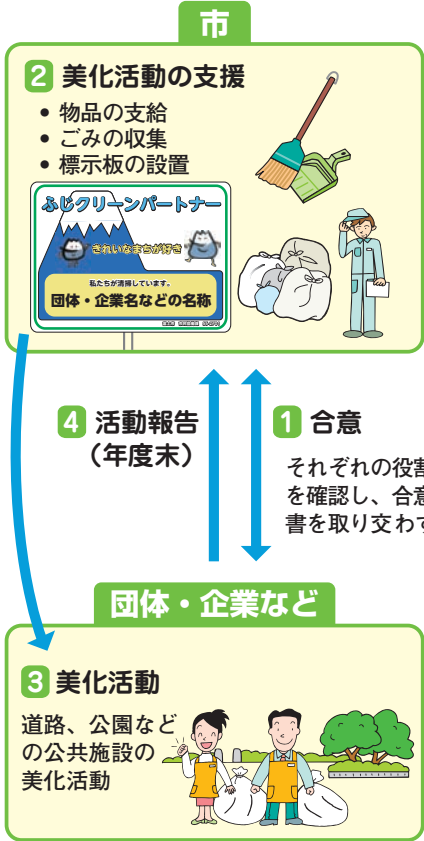 市
2 美化活動の支援
• 物品の支給
• ごみの収集
• 標示板の設置
ふじクリーンパートナー
きれいなまちが好き
私たちが清掃しています。
団体・企業名などの名称
4 活動報告
（年度末）
1 合意
それぞれの役割
を確認し、合意
書を取り交わす
団体・企業など
3 美化活動
道路、公園など
の公共施設の
美化活動